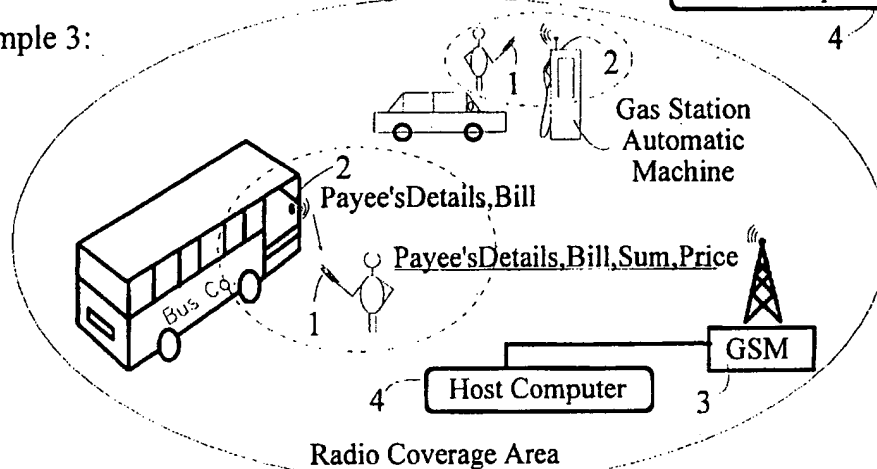 mple 3:
4
1
2
Gas Station
Automatic
Machine
2
Payee'sDetails,Bill
Payee'sDetails,Bill,Sum,Price
Bus Co.
1
GSM
3
4
Host Computer
Radio Coverage Area